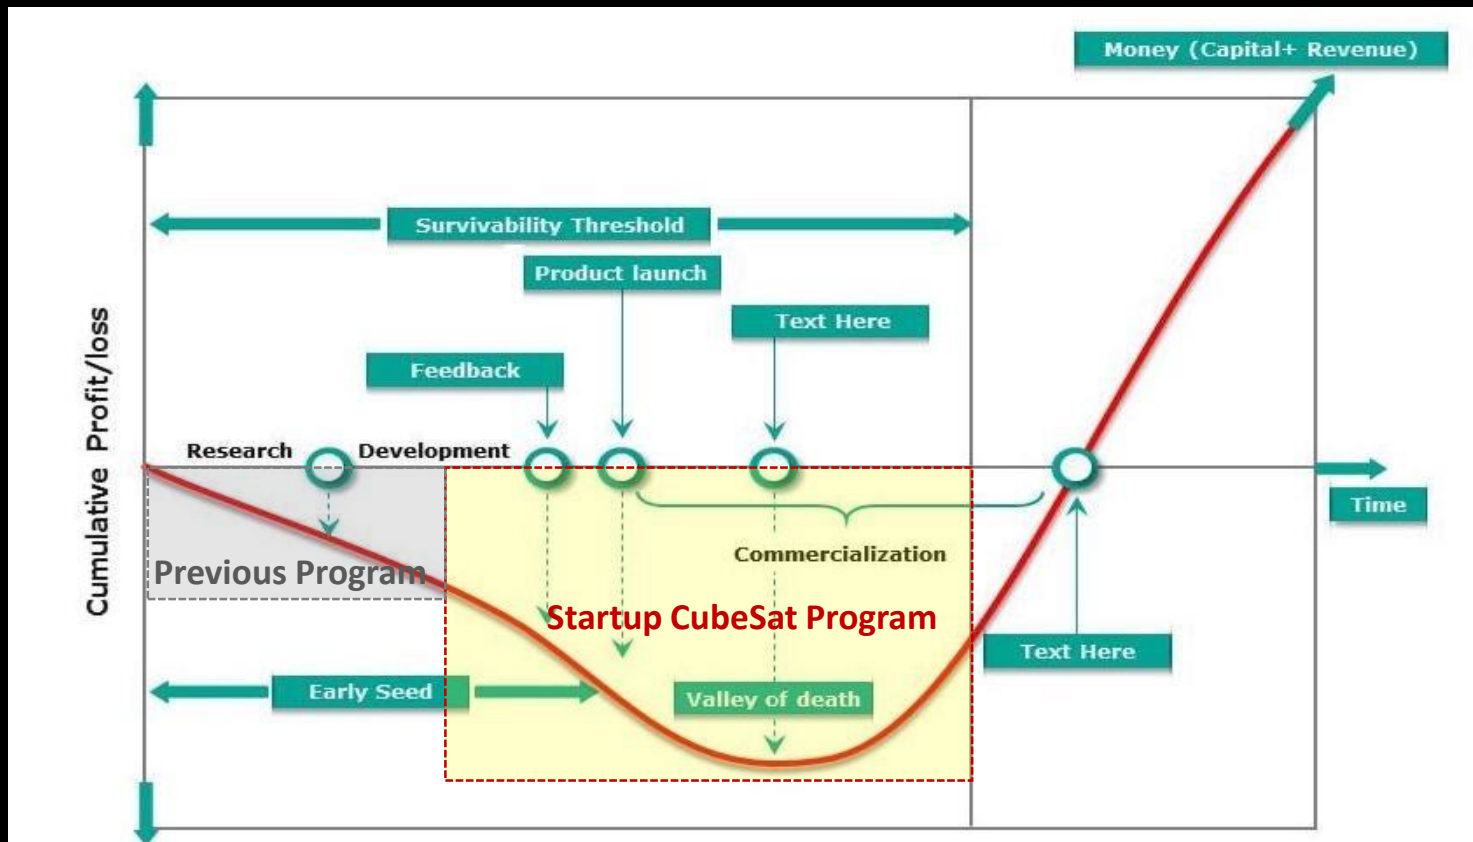 Money (Capital+ Revenue)
Survivability Threshold
Product launch
Text Here
Feedback
Research
Development
Cumulative Profit/loss
Time
Commercialization
Previous Program
Startup CubeSat Program
Text Here
Early Seed
Valley of death